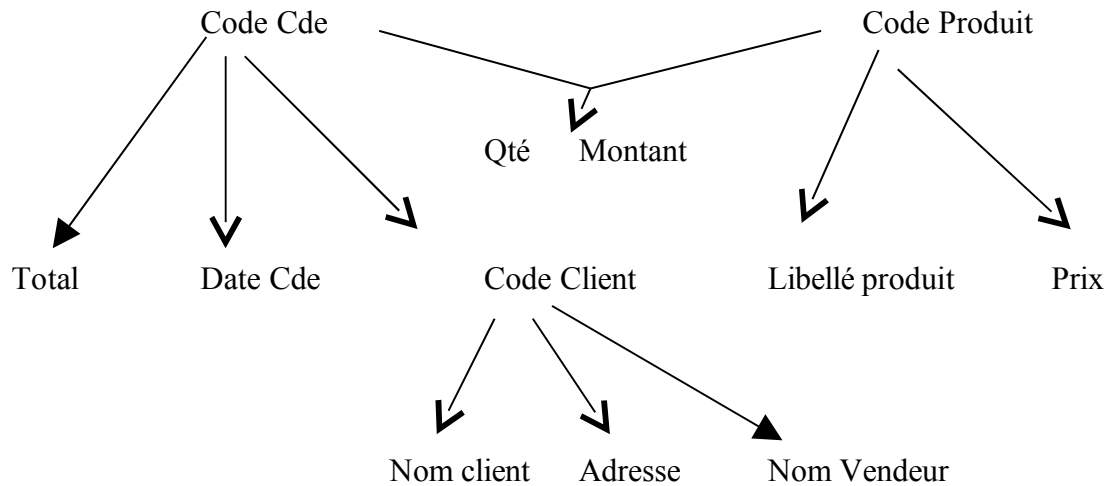 Code Cde Code Produit
Qté Montant
Total Date Cde Code Client Libellé produit Prix
Nom client Adresse Nom Vendeur